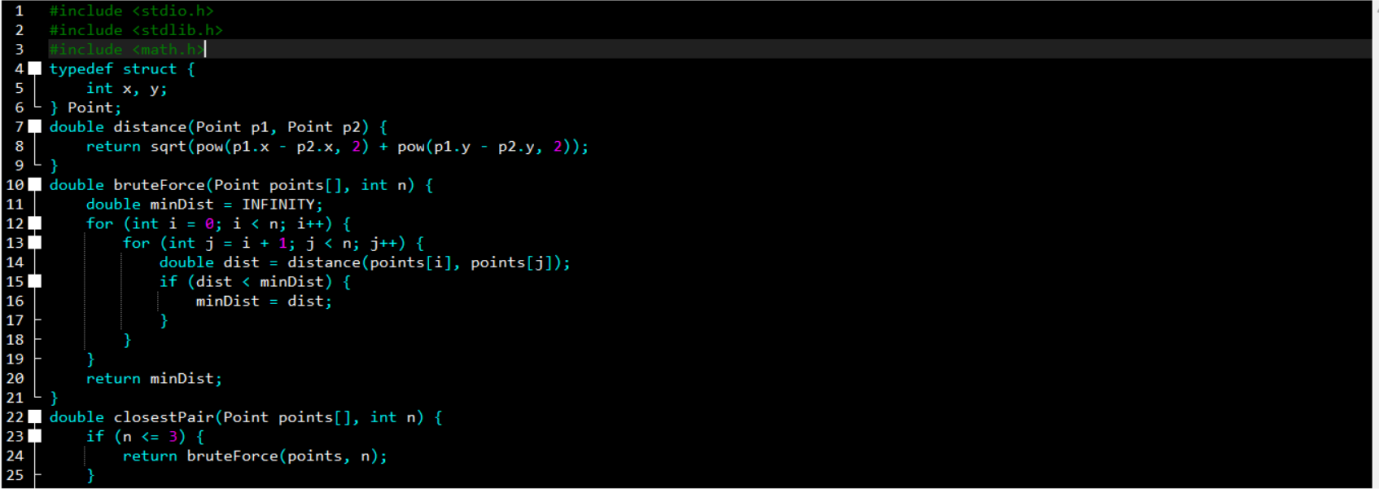 1 #include <stdio.h>
2 #include <stdlib.h>
3 #include <math.h>
4 typedef struct {
5     int x, y;
6 } Point;
7 double distance(Point p1, Point p2) {
8     return sqrt(pow(p1.x - p2.x, 2) + pow(p1.y - p2.y, 2));
9 }
10 double bruteForce(Point points[], int n) {
11     double minDist = INFINITY;
12     for (int i = 0; i < n; i++) {
13         for (int j = i + 1; j < n; j++) {
14             double dist = distance(points[i], points[j]);
15             if (dist < minDist) {
16                 minDist = dist;
17             }
18         }
19     }
20     return minDist;
21 }
22 double closestPair(Point points[], int n) {
23     if (n <= 3) {
24         return bruteForce(points, n);
25     }